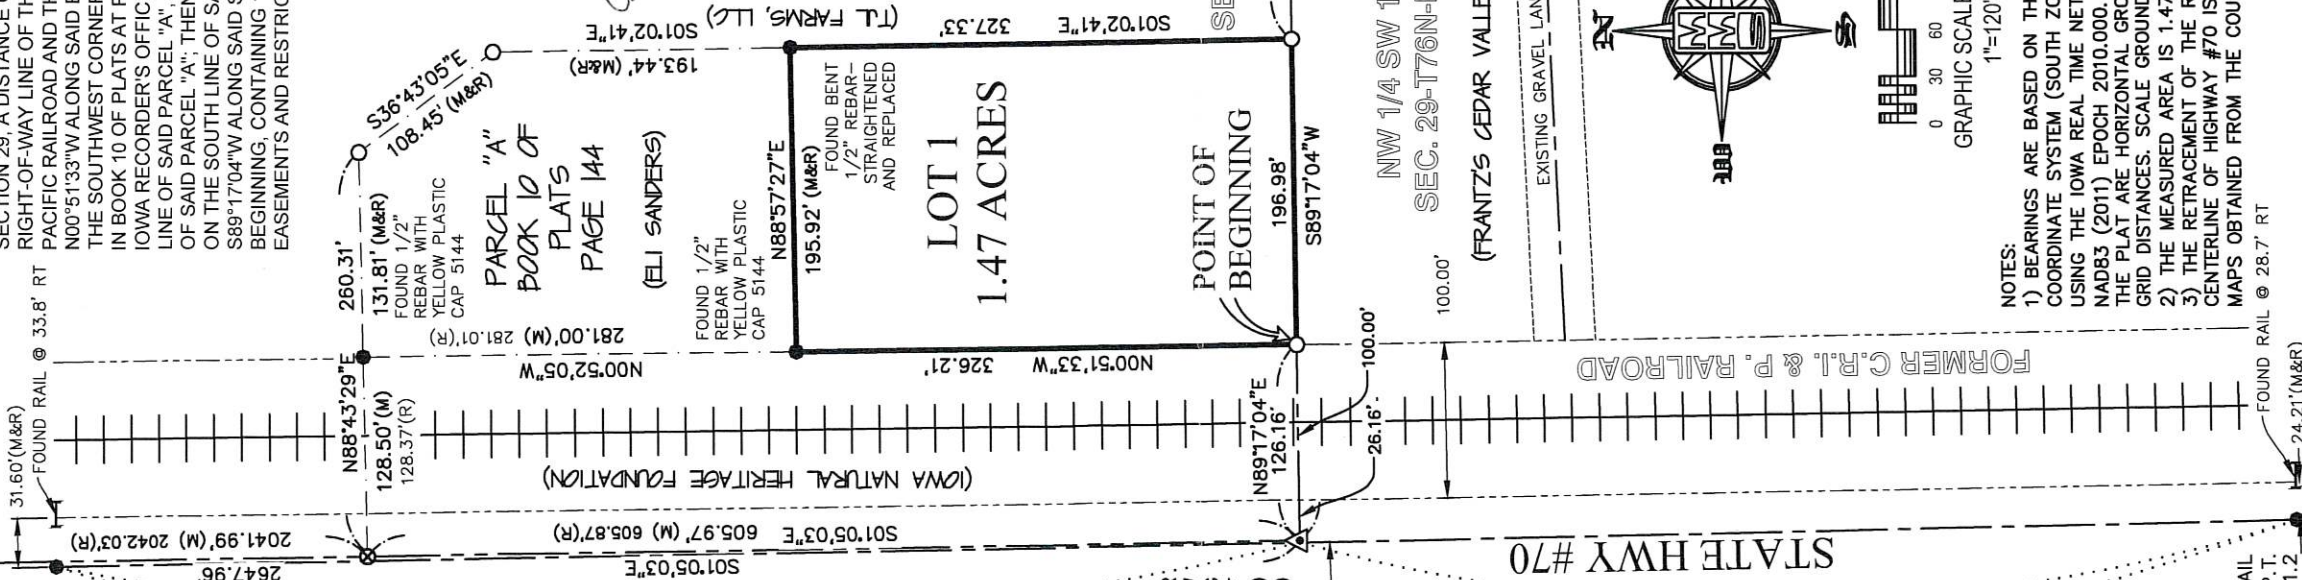 SECTION 29, A DISTANCE
RIGHT-OF-WAY LINE OF TH
PACIFIC RAILROAD AND TH
N00°51'33"W ALONG SAID E
THE SOUTHWEST CORNER
IN BOOK 10 OF PLATS AT P
IOWA RECORDER'S OFFIC
LINE OF SAID PARCEL "A",
OF SAID PARCEL "A"; THEN
ON THE SOUTH LINE OF SA
S89°17'04"W ALONG SAID S
BEGINNING, CONTAINING
EASEMENTS AND RESTRIC
31.60'(M&R)
FOUND RAIL @ 33.8' RT
260.31'
131.81' (M&R)
FOUND 1/2"
REBAR WITH
YELLOW PLASTIC
CAP 5144
S36°43'05"E
108.45' (M&R)
PARCEL "A"
BOOK 10 OF
PLATS
PAGE 144
(ELI SANDERS)
S01°02'41"E
193.44' (M&R)
(TJL FARMS, LLC)
FOUND 1/2"
REBAR WITH
YELLOW PLASTIC
CAP 5144
N88°57'27"E
195.92' (M&R)
FOUND BENT
1/2" REBAR-
STRAIGHTENED
AND REPLACED
327.33'
S01°02'41"E
LOT 1
1.47 ACRES
POINT OF
BEGINNING
196.98'
S89°17'04"W
SE
NW 1/4 SW 1
SEC. 29-T76N-
(FRANTZ'S CEDAR VALLE
EXISTING GRAVEL LAN
N88°43'29"E
128.50'(M)
128.37'(R)
281.00'(M) 281.01'(R)
N00°52'05"W
N00°51'33"W
326.21'
N89°17'04"E
126.16'
100.00'
26.16'
100.00'
FORMER C.R.I. & P. RAILROAD
(IOWA NATURAL HERITAGE FOUNDATION)
2041.99'(M) 2042.03'(R)
2647.96'
S01°05'03"E 605.97'(M) 605.87'(R)
S01°05'03"E
STATE HWY #70
N
S
W
0 30 60
GRAPHIC SCALE
1"=120'
NOTES:
1) BEARINGS ARE BASED ON TH
COORDINATE SYSTEM (SOUTH ZO
USING THE IOWA REAL TIME NET
NAD83 (2011) EPOCH 2010.000.
THE PLAT ARE HORIZONTAL GRO
GRID DISTANCES. SCALE GROUND
2) THE MEASURED AREA IS 1.47
3) THE RETRACEMENT OF THE R
CENTERLINE OF HIGHWAY #70 IS
MAPS OBTAINED FROM THE COU
FOUND RAIL @ 28.7' RT
24.21'(M&R)
AIL
P.T.
1.2